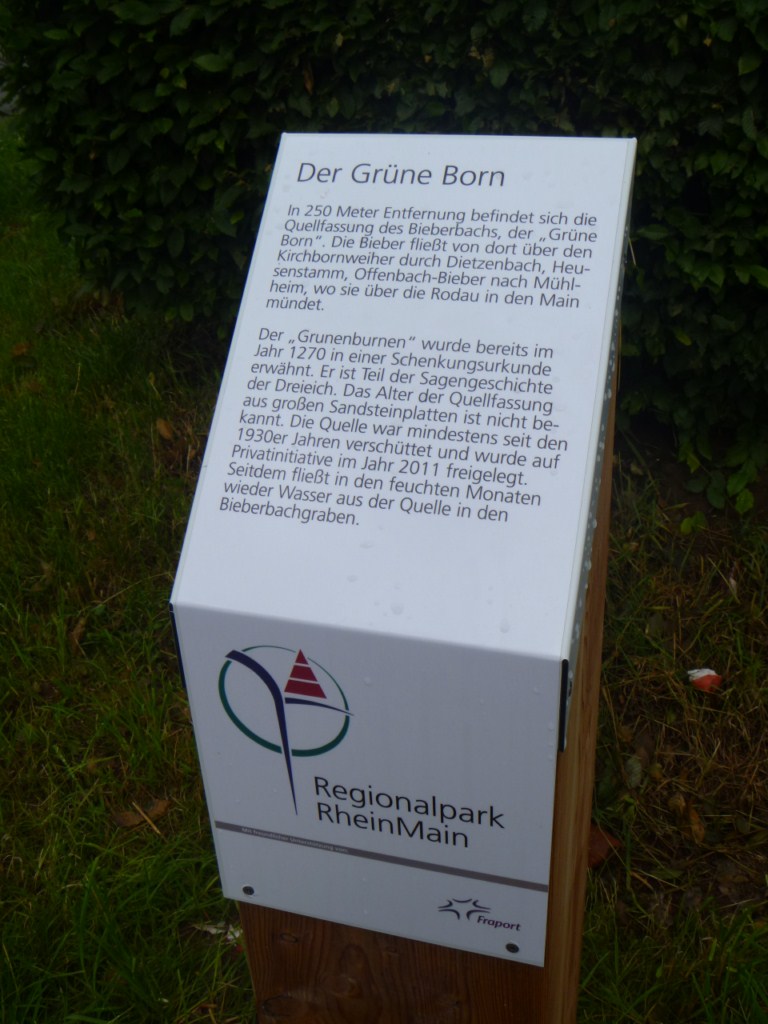 Der Grüne Born
In 250 Meter Entfernung befindet sich die
Quellfassung des Bieberbachs, der „Grüne
Born“. Die Bieber fließt von dort über den
Kirchbornweiher durch Dietzenbach, Heu-
senstamm, Offenbach-Bieber nach Mühl-
heim, wo sie über die Rodau in den Main
mündet.
Der „Grunenburnen“ wurde bereits im
Jahr 1270 in einer Schenkungsurkunde
erwähnt. Er ist Teil der Sagengeschichte
der Dreieich. Das Alter der Quellfassung
aus großen Sandsteinplatten ist nicht be-
kannt. Die Quelle war mindestens seit den
1930er Jahren verschüttet und wurde auf
Privatinitiative im Jahr 2011 freigelegt.
Seitdem fließt in den feuchten Monaten
wieder Wasser aus der Quelle in den
Bieberbachgraben.
Regionalpark
RheinMain
Fraport